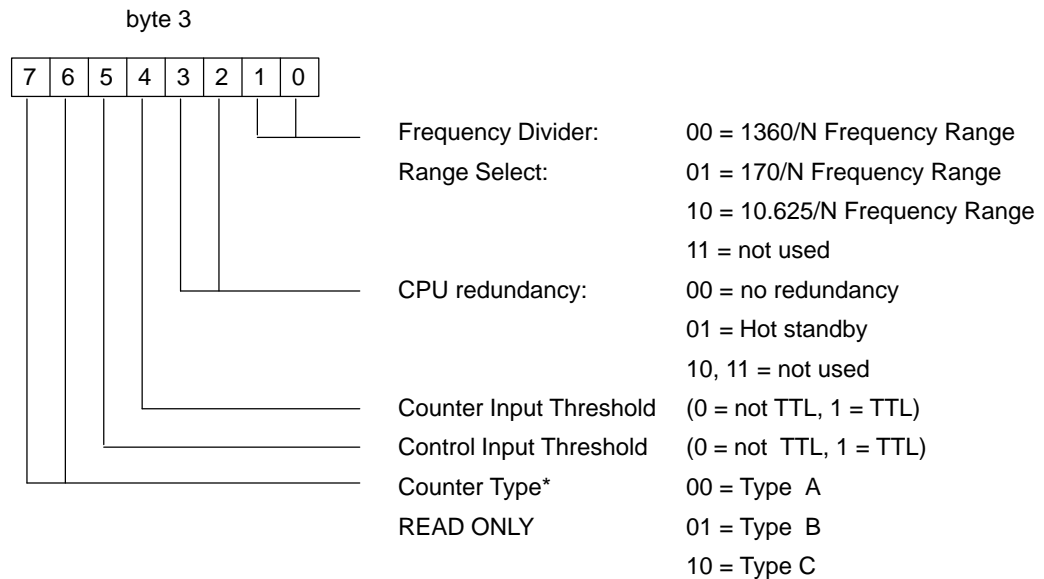 byte 3
7 6 5 4 3 2 1 0
Frequency Divider: 00 = 1360/N Frequency Range
Range Select: 01 = 170/N Frequency Range
10 = 10.625/N Frequency Range
11 = not used
CPU redundancy: 00 = no redundancy
01 = Hot standby
10, 11 = not used
Counter Input Threshold (0 = not TTL, 1 = TTL)
Control Input Threshold (0 = not TTL, 1 = TTL)
Counter Type* 00 = Type A
READ ONLY 01 = Type B
10 = Type C